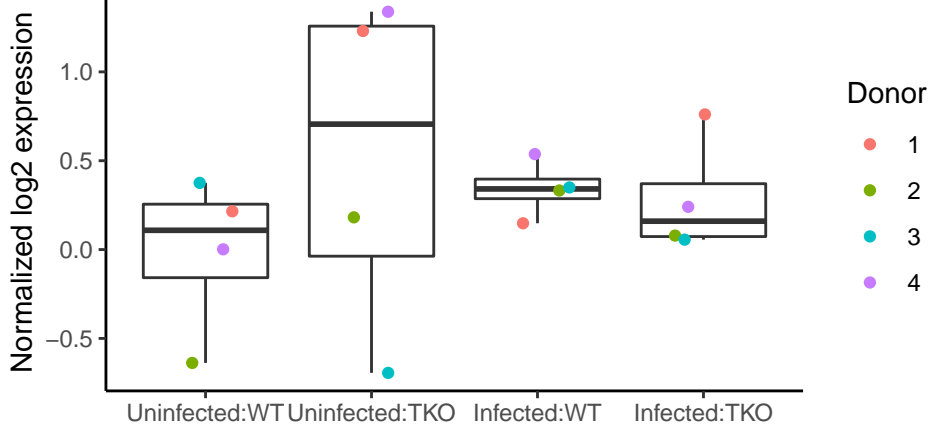 Normalized log2 expression
1.0
0.5
0.0
−0.5
Uninfected:WT Uninfected:TKO Infected:WT Infected:TKO
Donor
1
2
3
4